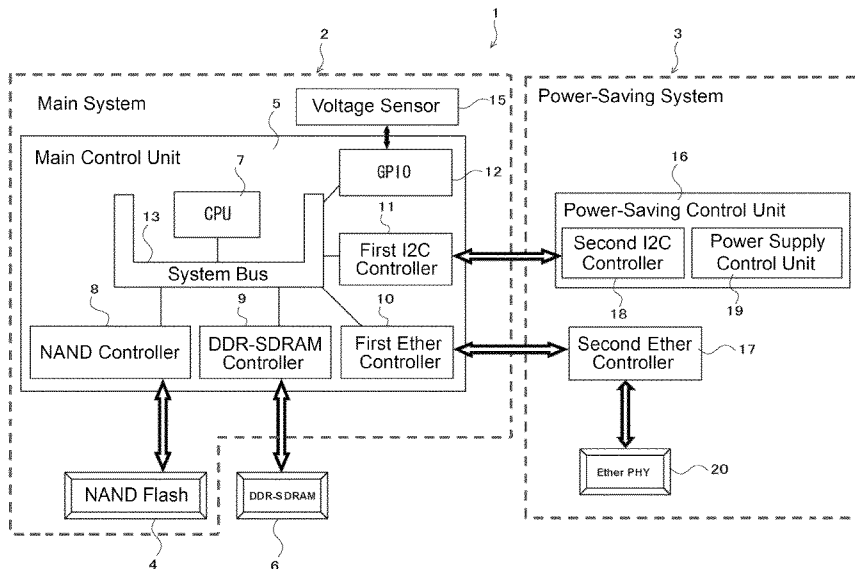 1
2
3
Main System
Voltage Sensor
15
Power-Saving System
5
Main Control Unit
7
GPIO
12
16
CPU
11
Power-Saving Control Unit
13
First I2C
Controller
Second I2C
Controller
Power Supply
Control Unit
System Bus
8
9
10
18
19
NAND Controller
DDR-SDRAM
Controller
First Ether
Controller
Second Ether
Controller
17
NAND Flash
DDR-SDRAM
Ether PHY
20
4
6